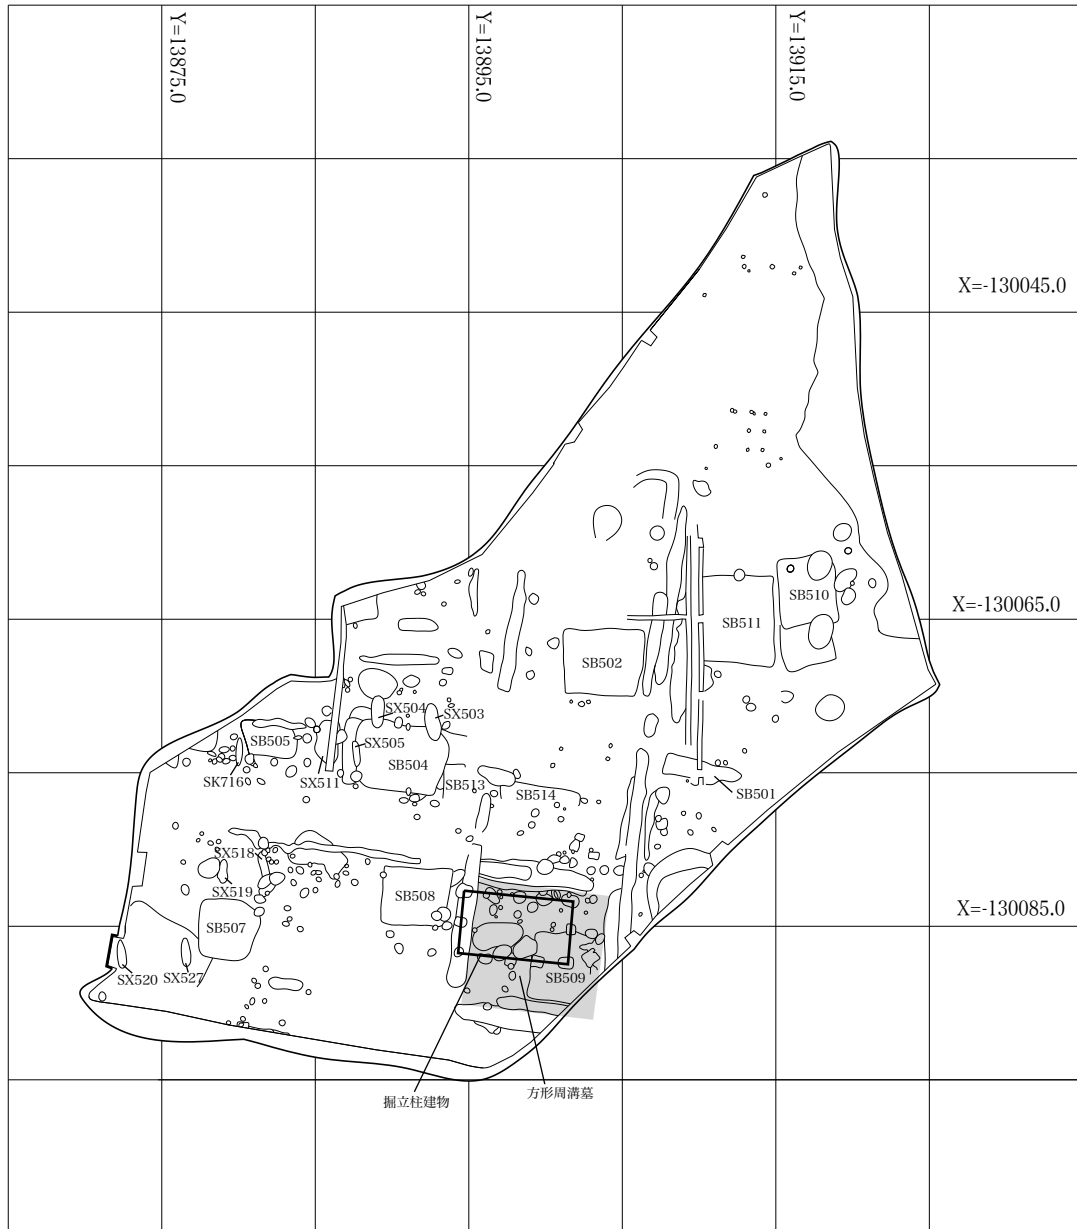 Y=13875.0
Y=13895.0
Y=13915.0
X=-130045.0
X=-130065.0
X=-130085.0
SB510
SB511
SB502
SX504
SX503
SB505
SX505
SB504
SK716
SX511
SB513
SB514
SB501
SX518
SX519
SB508
SB507
SX520
SX527
SB509
掘立柱建物
方形周溝墓